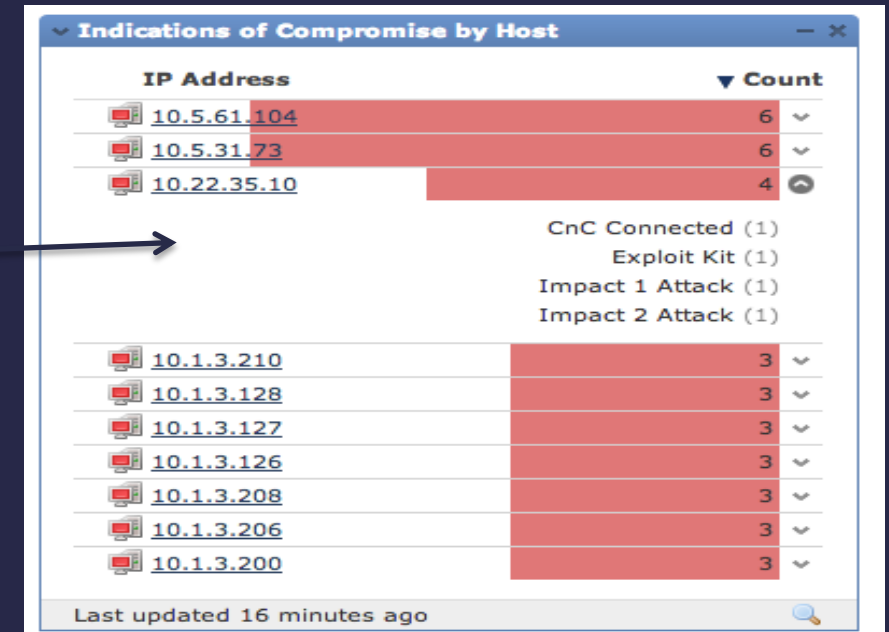 Indications of Compromise by Host
IP Address Count
10.5.61.104 6
10.5.31.73 6
10.22.35.10 4
CnC Connected (1)
Exploit Kit (1)
Impact 1 Attack (1)
Impact 2 Attack (1)
10.1.3.210 3
10.1.3.128 3
10.1.3.127 3
10.1.3.126 3
10.1.3.208 3
10.1.3.206 3
10.1.3.200 3
Last updated 16 minutes ago